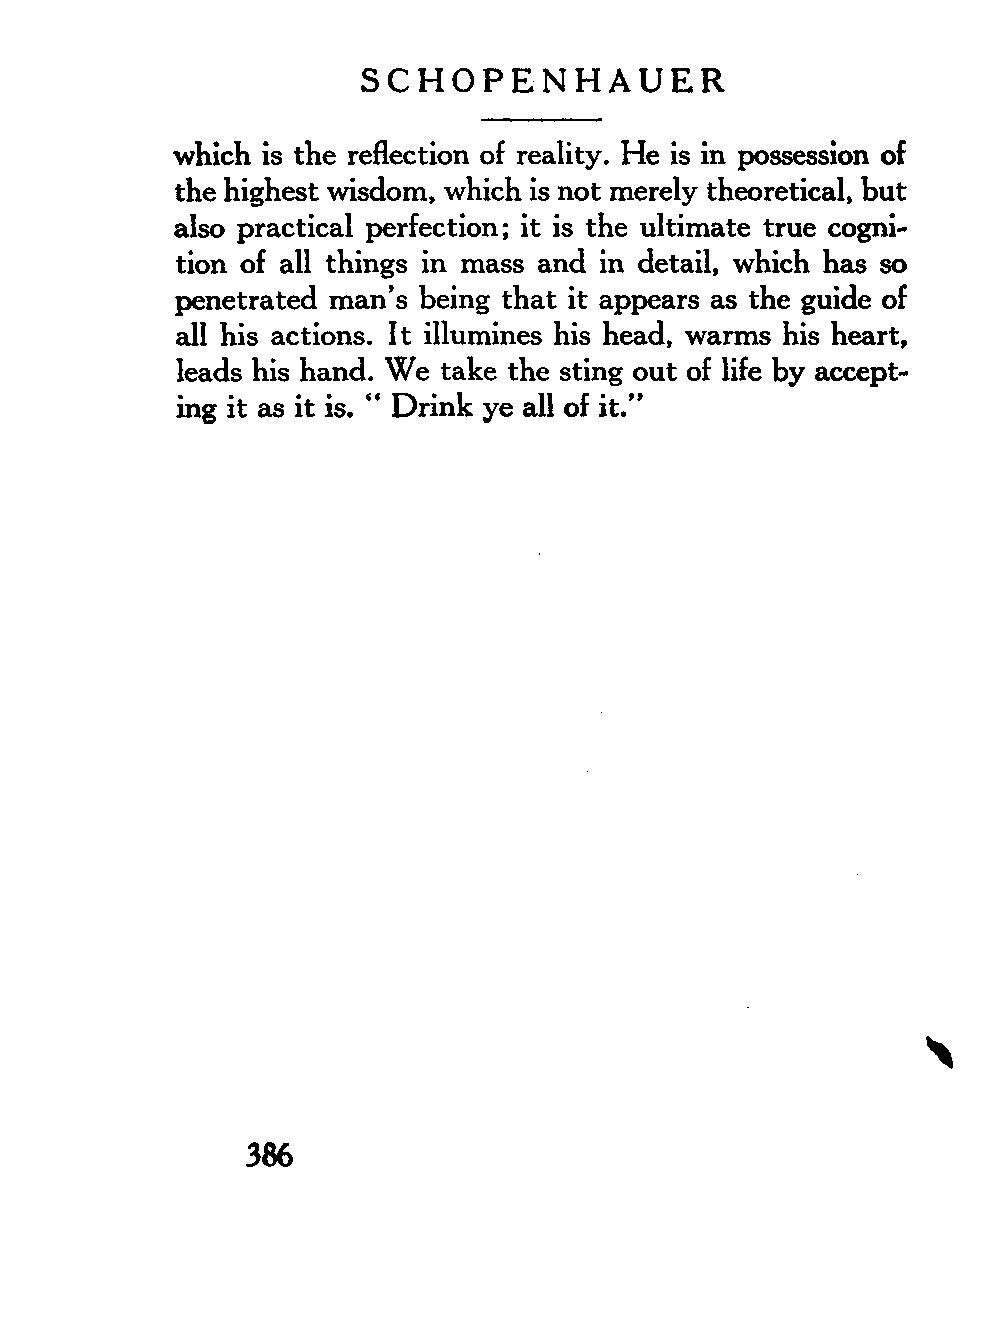 SCHOPENHAUER
which is the reflection of reality. He is in possession of
the highest wisdom, which is not merely theoretical, but
also practical perfection; it is the ultimate true cogni-
tion of all things in mass and in detail, which has so
penetrated man's being that it appears as the guide of
all his actions. It illumines his head, warms his heart,
leads his hand. We take the sting out of life by accept-
ing it as it is. " Drink ye all of it."
386